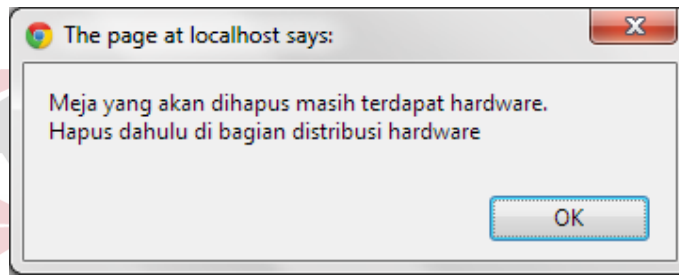 The page at localhost says:
Meja yang akan dihapus masih terdapat hardware.
Hapus dahulu di bagian distribusi hardware
OK